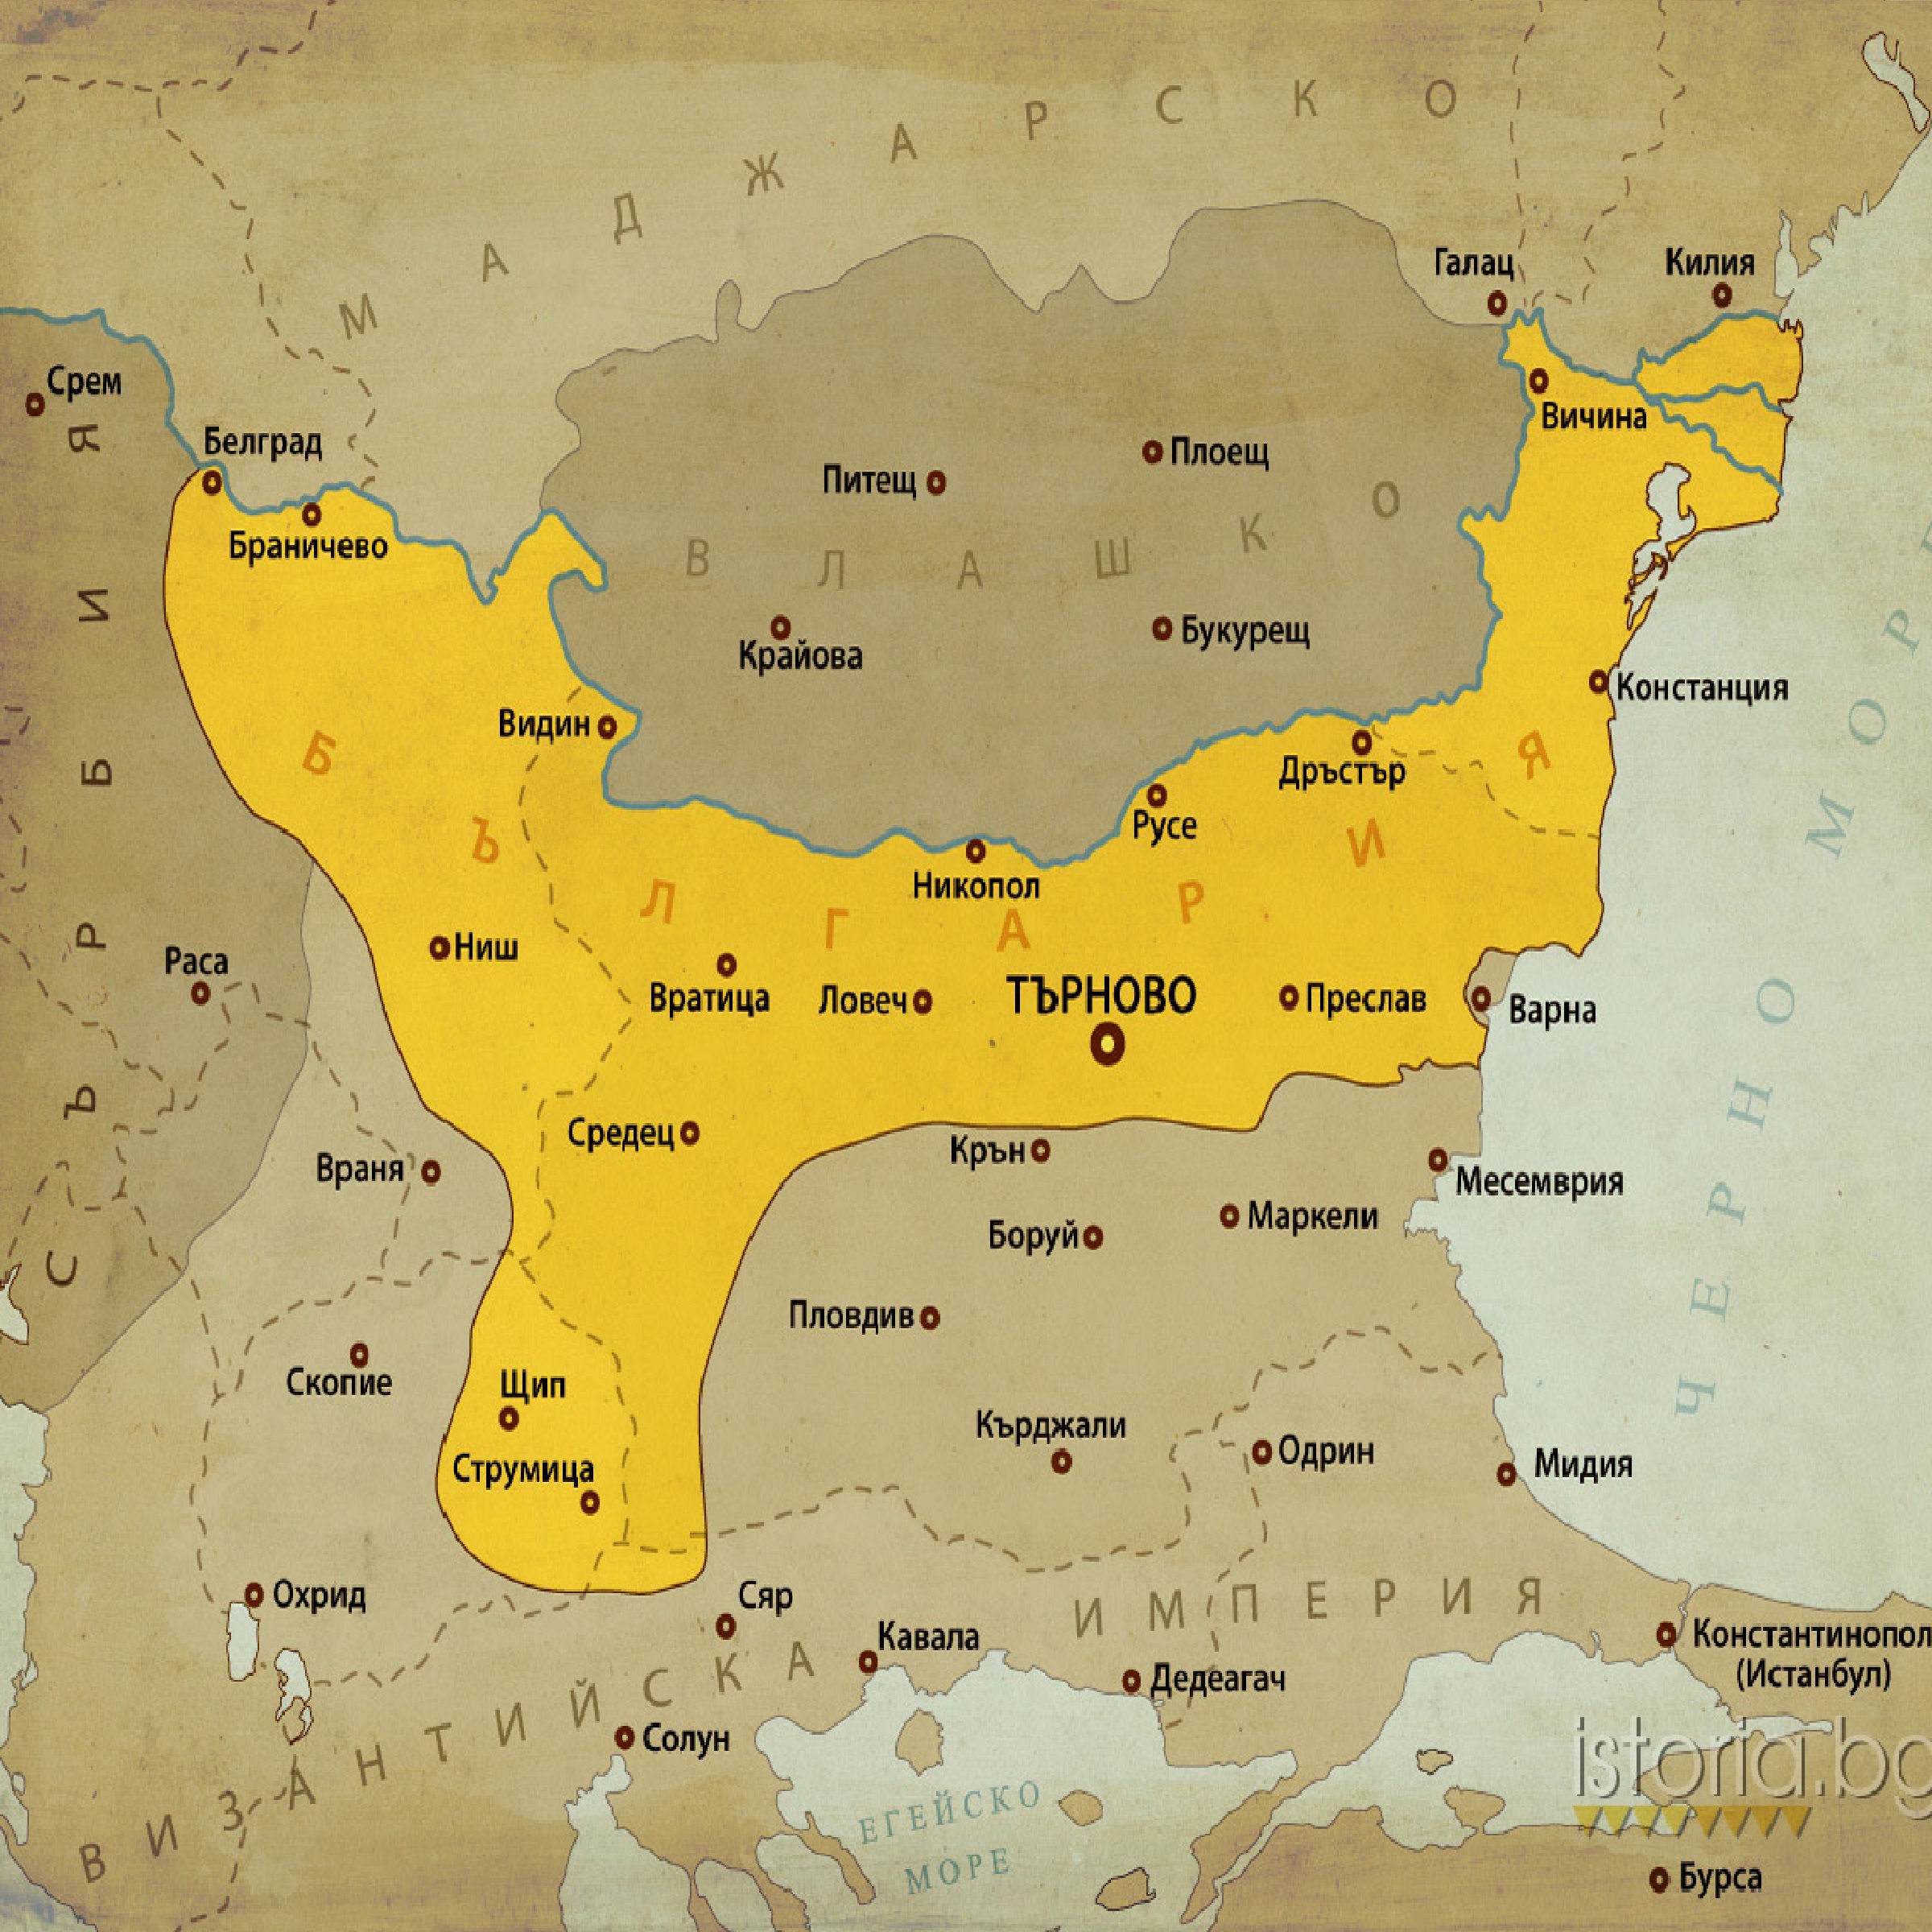 МАДЖАРСКО
Галац
Килия
Срем
Белград
Вичина
Плоещ
Питещ
Браничево
ВЛАШКО
Букурещ
Крайова
Констанция
Видин
Дръстър
Русе
Никопол
БЪЛГАРИЯ
СЪРБИЯ
Ниш
Раса
Вратица
Ловеч
ТЪРНОВО
Преслав
Варна
ЧЕРНО МОРЕ
Средец
Крън
Враня
Месемврия
Маркели
Боруй
Пловдив
Скопие
Щип
Кърджали
Одрин
Струмица
Мидия
Охрид
Сяр
Кавала
ВИЗАНТИЙСКА ИМПЕРИЯ
Константинопол
(Истанбул)
Дедеагач
Солун
istoria.bg
ЕГЕЙСКО
МОРЕ
Бурса